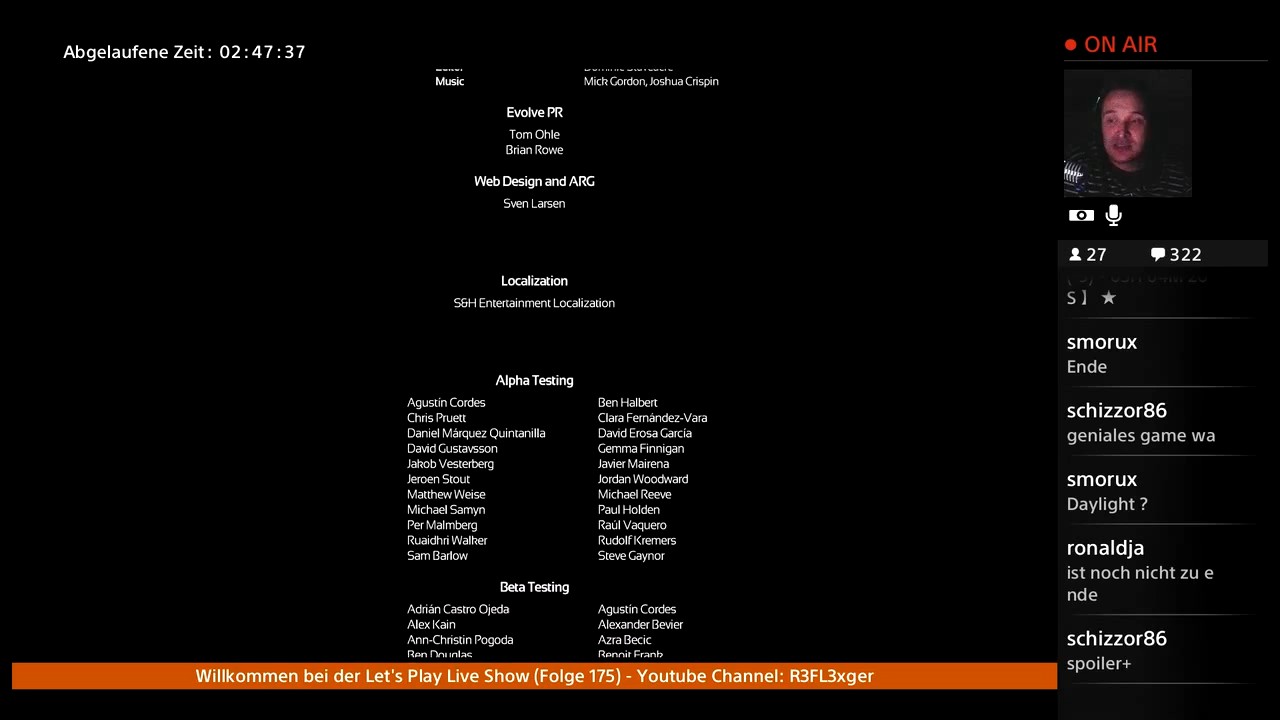 Abgelaufene Zeit: 02:47:37
Music Mick Gordon, Joshua Crispin
Evolve PR
Tom Ohle
Brian Rowe
Web Design and ARG
Sven Larsen
Localization
S&H Entertainment Localization
Alpha Testing
Agustín Cordes Ben Halbert
Chris Pruett Clara Fernández-Vara
Daniel Márquez Quintanilla David Erosa García
David Gustavsson Gemma Finnigan
Jakob Vesterberg Javier Mairena
Jeroen Stout Jordan Woodward
Matthew Weise Michael Reeve
Michael Samyn Paul Holden
Per Malmberg Raúl Vaquero
Ruaidhri Walker Rudolf Kremers
Sam Barlow Steve Gaynor
Beta Testing
Adrián Castro Ojeda Agustín Cordes
Alex Kain Alexander Bevier
Ann-Christin Pogoda Azra Becic
Ben Douglas Benoit Frank
Willkommen bei der Let's Play Live Show (Folge 175) - Youtube Channel: R3FL3xger
ON AIR
27 322
S】 ★
smorux
Ende
schizzor86
geniales game wa
smorux
Daylight ?
ronaldja
ist noch nicht zu e
nde
schizzor86
spoiler+